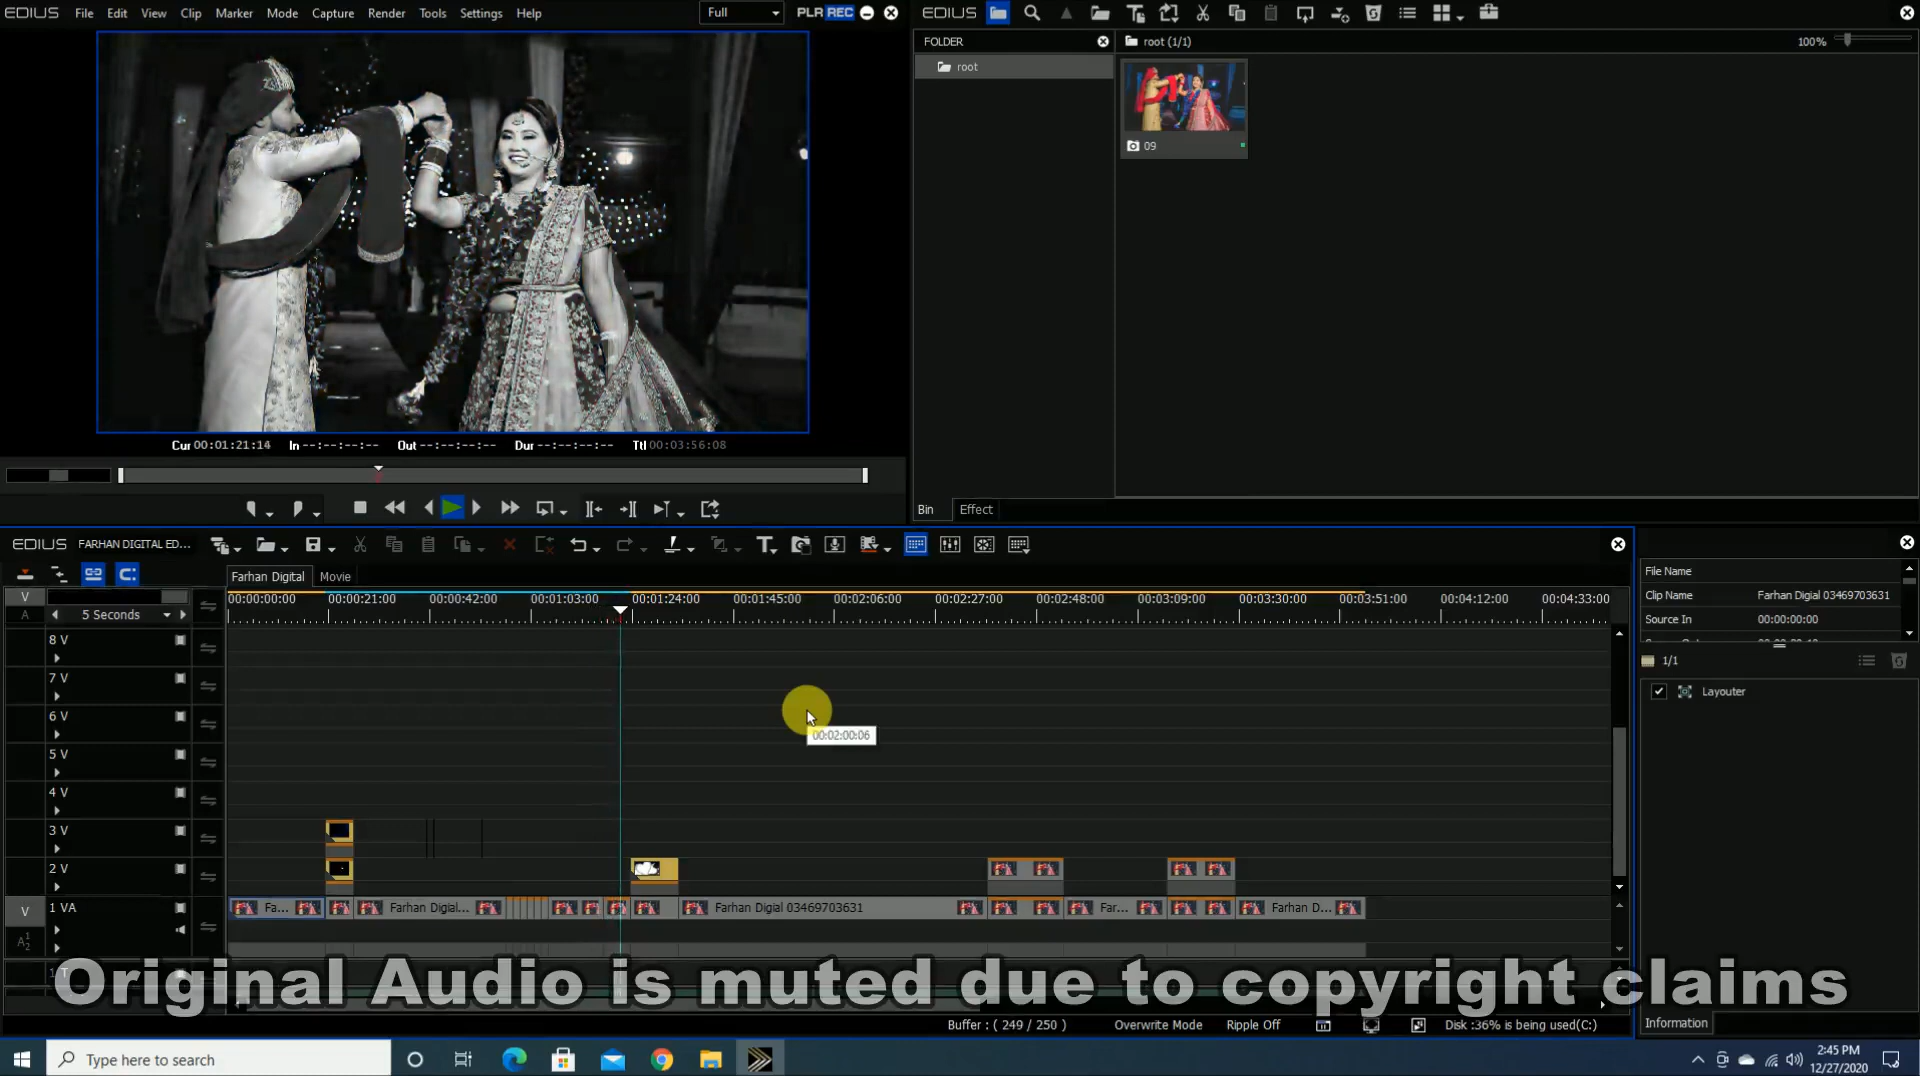 EDIUS File Edit View Clip Marker Mode Capture Render Tools Settings Help Full PLR REC
EDIUS
FOLDER root (1/1) 100%
root
09
Cur 00:01:21:14 In --:--:--:-- Out --:--:--:-- Dur --:--:--:-- Ttl 00:03:56:08
Bin Effect
EDIUS FARHAN DIGITAL ED...
Farhan Digital Movie
File Name
Clip Name Farhan Digial 03469703631
Source In 00:00:00:00
1/1
Layouter
V 00:00:00:00 00:00:21:00 00:00:42:00 00:01:03:00 00:01:24:00 00:01:45:00 00:02:06:00 00:02:27:00 00:02:48:00 00:03:09:00 00:03:30:00 00:03:51:00 00:04:12:00 00:04:33:00
A 5 Seconds
8 V
7 V
6 V
00:02:00:06
5 V
4 V
3 V
2 V
V 1 VA Fa... Farhan Digial... Farhan Digial 03469703631 Far... Farhan D...
A1 2
1 T
Original Audio is muted due to copyright claims
Buffer : ( 249 / 250 ) Overwrite Mode Ripple Off Disk :36% is being used(C:)
Information
Type here to search
2:45 PM
12/27/2020